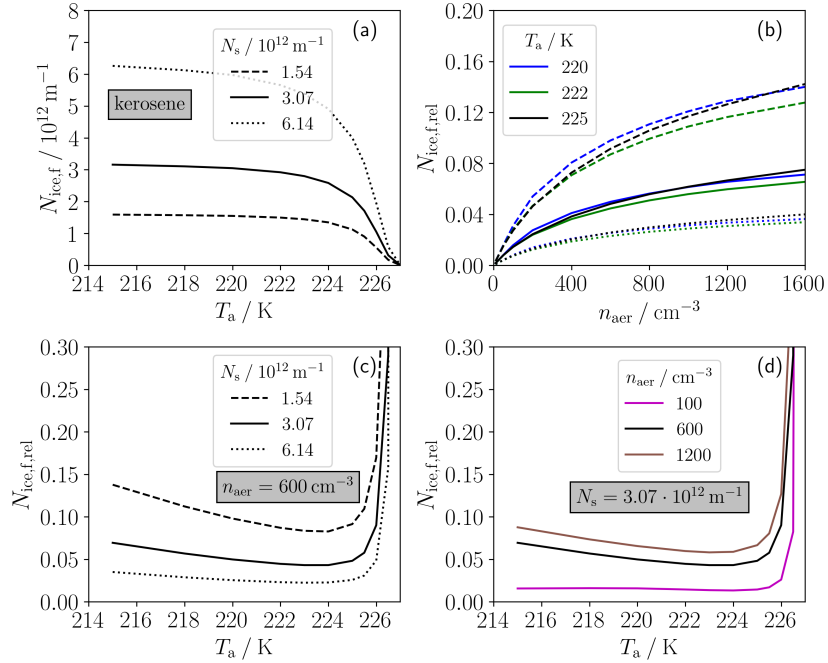 (a)
N_s / 10^12 m^−1
1.54
3.07
6.14
kerosene
8
7
6
5
4
3
2
1
0
N_ice,f / 10^12 m^−1
214 216 218 220 222 224 226
T_a / K
(b)
T_a / K
220
222
225
0.20
0.16
0.12
0.08
0.04
0.00
N_ice,f,rel
0 400 800 1200 1600
n_aer / cm^−3
(c)
N_s / 10^12 m^−1
1.54
3.07
6.14
n_aer = 600 cm^−3
0.30
0.25
0.20
0.15
0.10
0.05
0.00
N_ice,f,rel
214 216 218 220 222 224 226
T_a / K
(d)
n_aer / cm^−3
100
600
1200
N_s = 3.07 · 10^12 m^−1
0.30
0.25
0.20
0.15
0.10
0.05
0.00
N_ice,f,rel
214 216 218 220 222 224 226
T_a / K